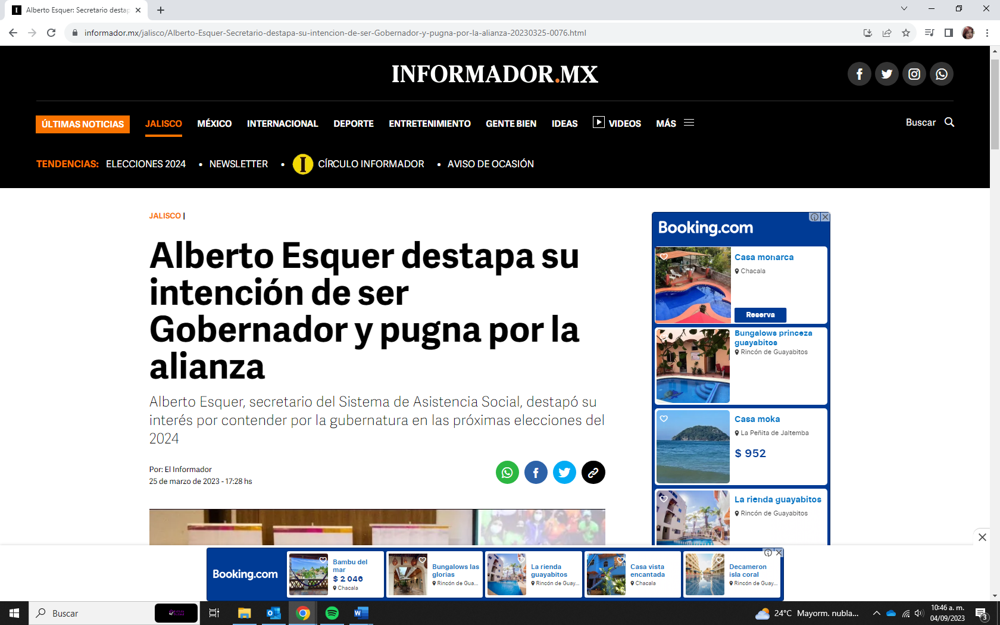 Alberto Esquer: Secretario destap
informador.mx/jalisco/Alberto-Esquer-Secretario-destapa-su-intencion-de-ser-Gobernador-y-pugna-por-la-alianza-20230325-0076.html
INFORMADOR.MX
ÚLTIMAS NOTICIAS JALISCO MÉXICO INTERNACIONAL DEPORTE ENTRETENIMIENTO GENTE BIEN IDEAS VIDEOS MÁS Buscar
TENDENCIAS: ELECCIONES 2024 • NEWSLETTER • I CÍRCULO INFORMADOR • AVISO DE OCASIÓN
JALISCO |
Alberto Esquer destapa su
intención de ser
Gobernador y pugna por la
alianza
Alberto Esquer, secretario del Sistema de Asistencia Social, destapó su
interés por contender por la gubernatura en las próximas elecciones del
2024
Por: El Informador
25 de marzo de 2023 - 17:28 hs
Booking.com
Casa monarca
Chacala
Reserva
Bungalows princeza
guayabitos
Rincón de Guayabitos
Casa moka
La Peñita de Jaltemba
$ 952
La rienda guayabitos
Rincón de Guayabitos
Booking.com
Bambu del
mar
$ 2 046
Chacala
Bungalows las
glorias
Rincón de Gua...
La rienda
guayabitos
Rincón de Guay...
Casa vista
encantada
Chacala
Decameron
isla coral
Rincón de Guay...
Buscar
24°C Mayorm. nubla...
10:46 a. m.
04/09/2023
3